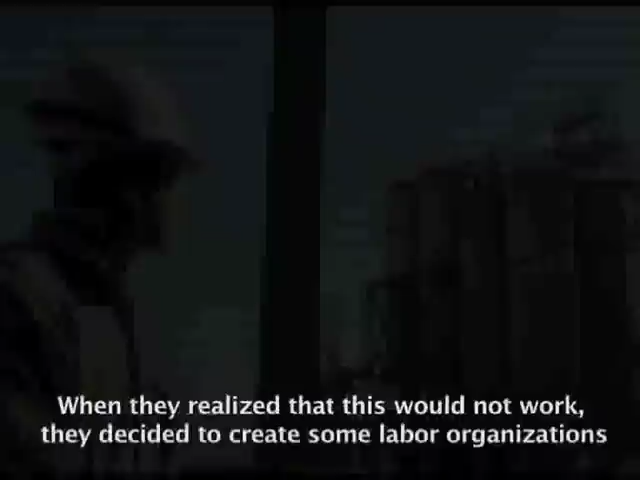 When they realized that this would not work,
they decided to create some labor organizations